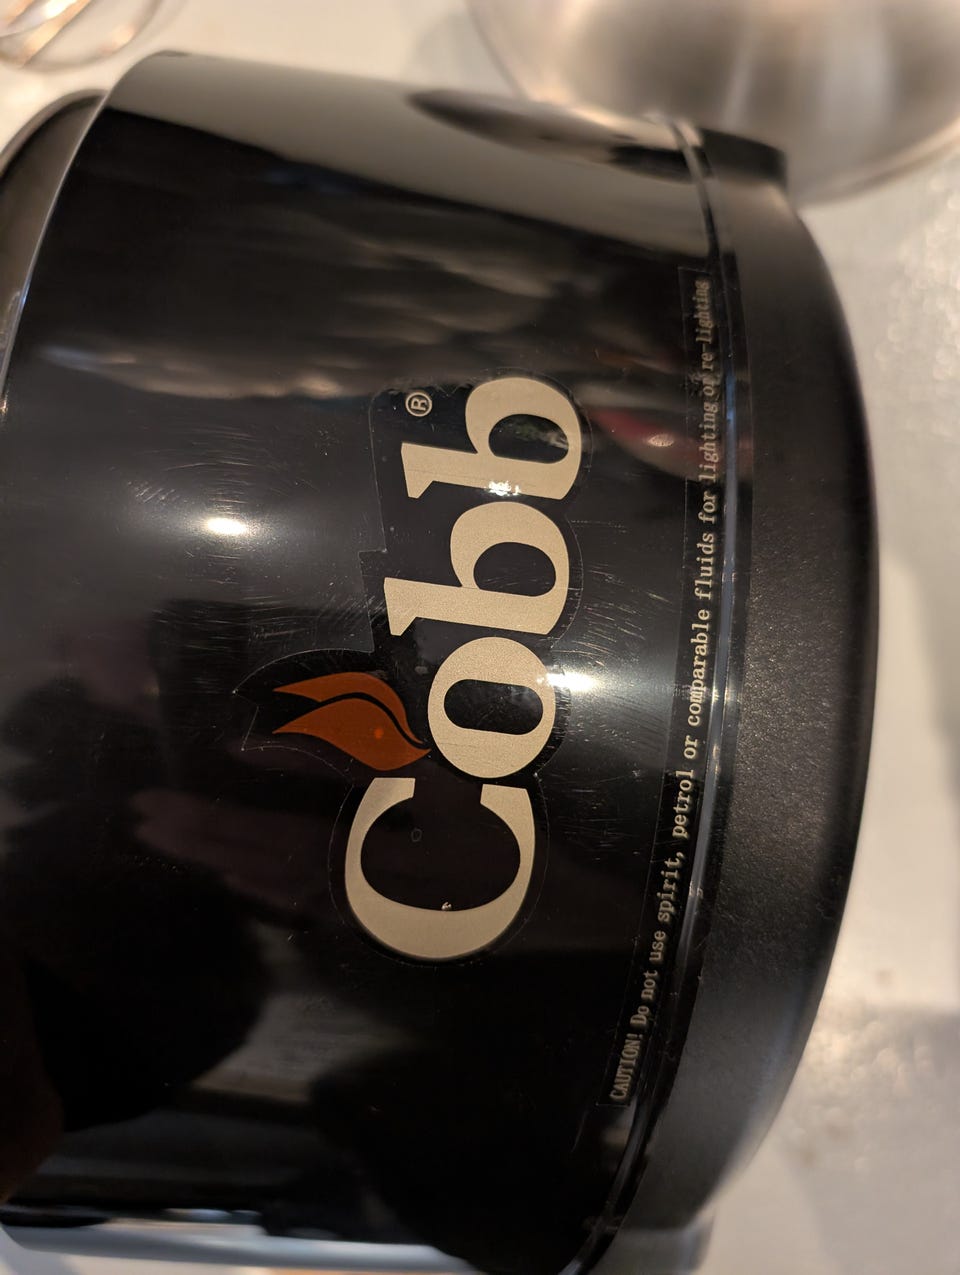 Cobb®
CAUTION! Do not use spirit, petrol or comparable fluids for lighting or re-lighting